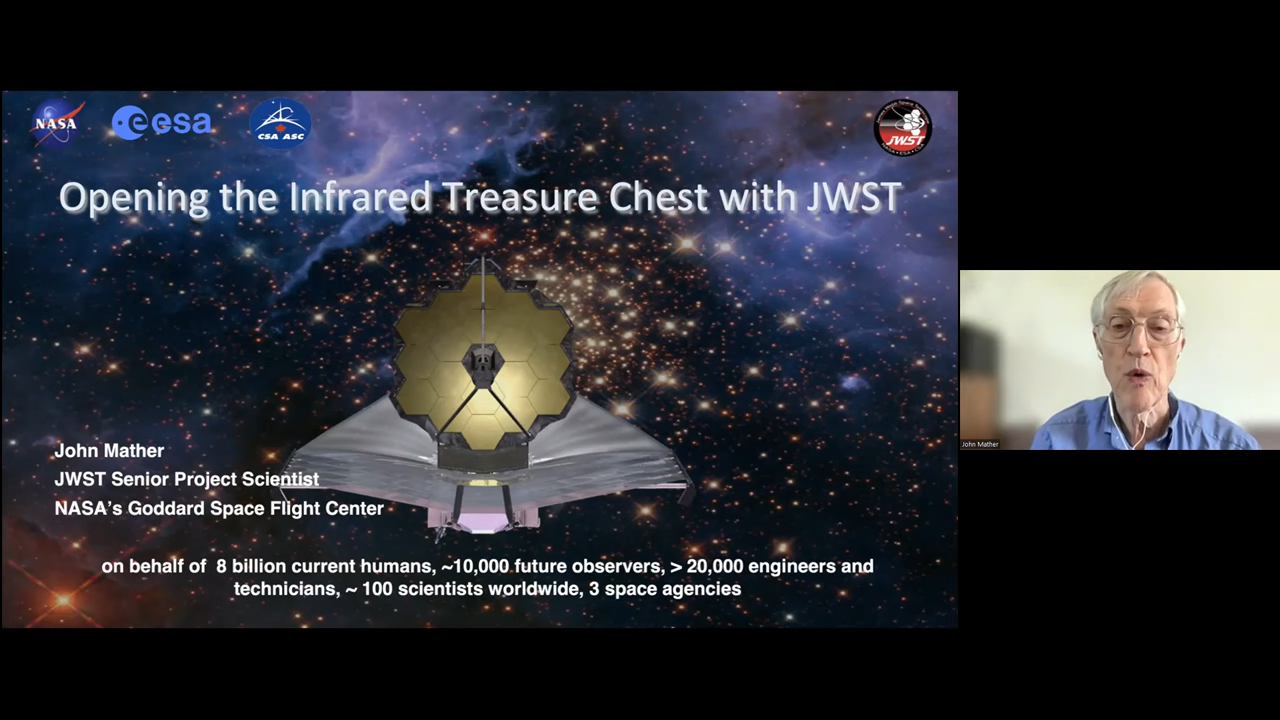 NASA
esa
CSA ASC
JWST
Opening the Infrared Treasure Chest with JWST
John Mather
JWST Senior Project Scientist
NASA's Goddard Space Flight Center
on behalf of 8 billion current humans, ~10,000 future observers, > 20,000 engineers and
technicians, ~ 100 scientists worldwide, 3 space agencies
John Mather